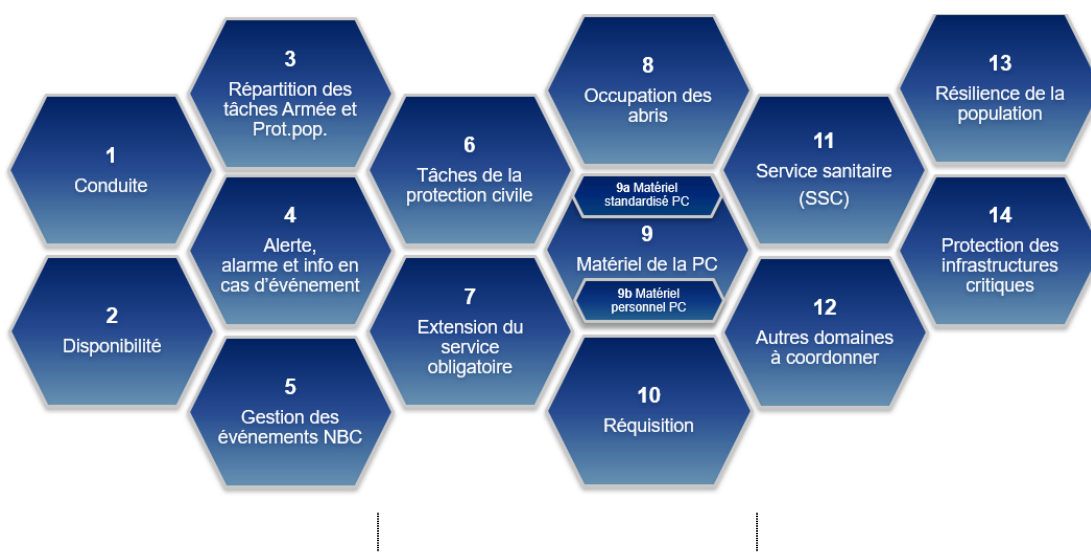 1
Conduite
2
Disponibilité
3
Répartition des
tâches Armée et
Prot.pop.
4
Alerte,
alarme et info en
cas d'événement
5
Gestion des
événements NBC
6
Tâches de la
protection civile
7
Extension du
service
obligatoire
8
Occupation des
abris
9a Matériel
standardisé PC
9
Matériel de la PC
9b Matériel
personnel PC
10
Réquisition
11
Service sanitaire
(SSC)
12
Autres domaines
à coordonner
13
Résilience de la
population
14
Protection des
infrastructures
critiques